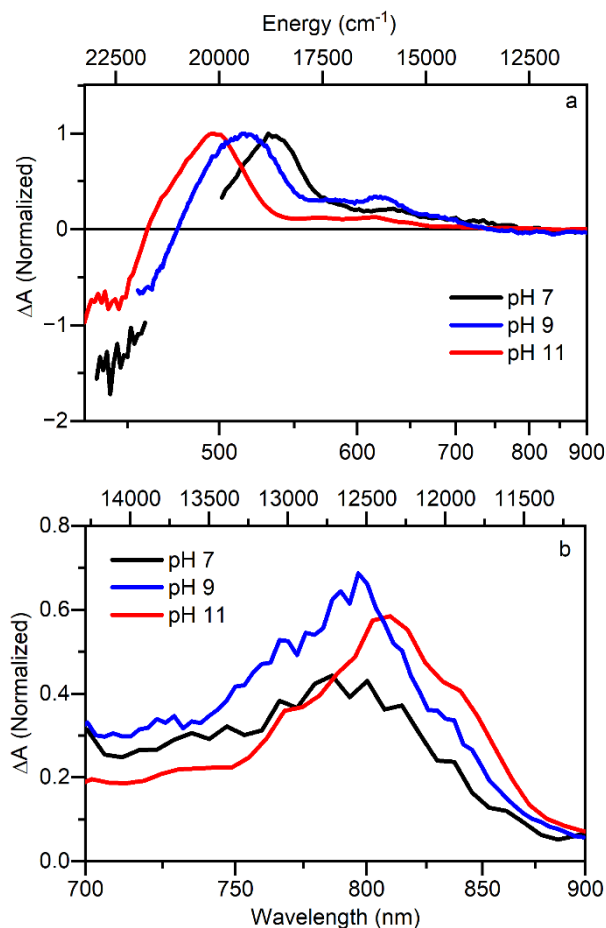 Energy (cm⁻¹)
22500 20000 17500 15000 12500
a
1
0
−1
−2
ΔA (Normalized)
pH 7
pH 9
pH 11
500 600 700 800 900
14000 13500 13000 12500 12000 11500
b
0.8
0.6
0.4
0.2
0.0
ΔA (Normalized)
pH 7
pH 9
pH 11
700 750 800 850 900
Wavelength (nm)